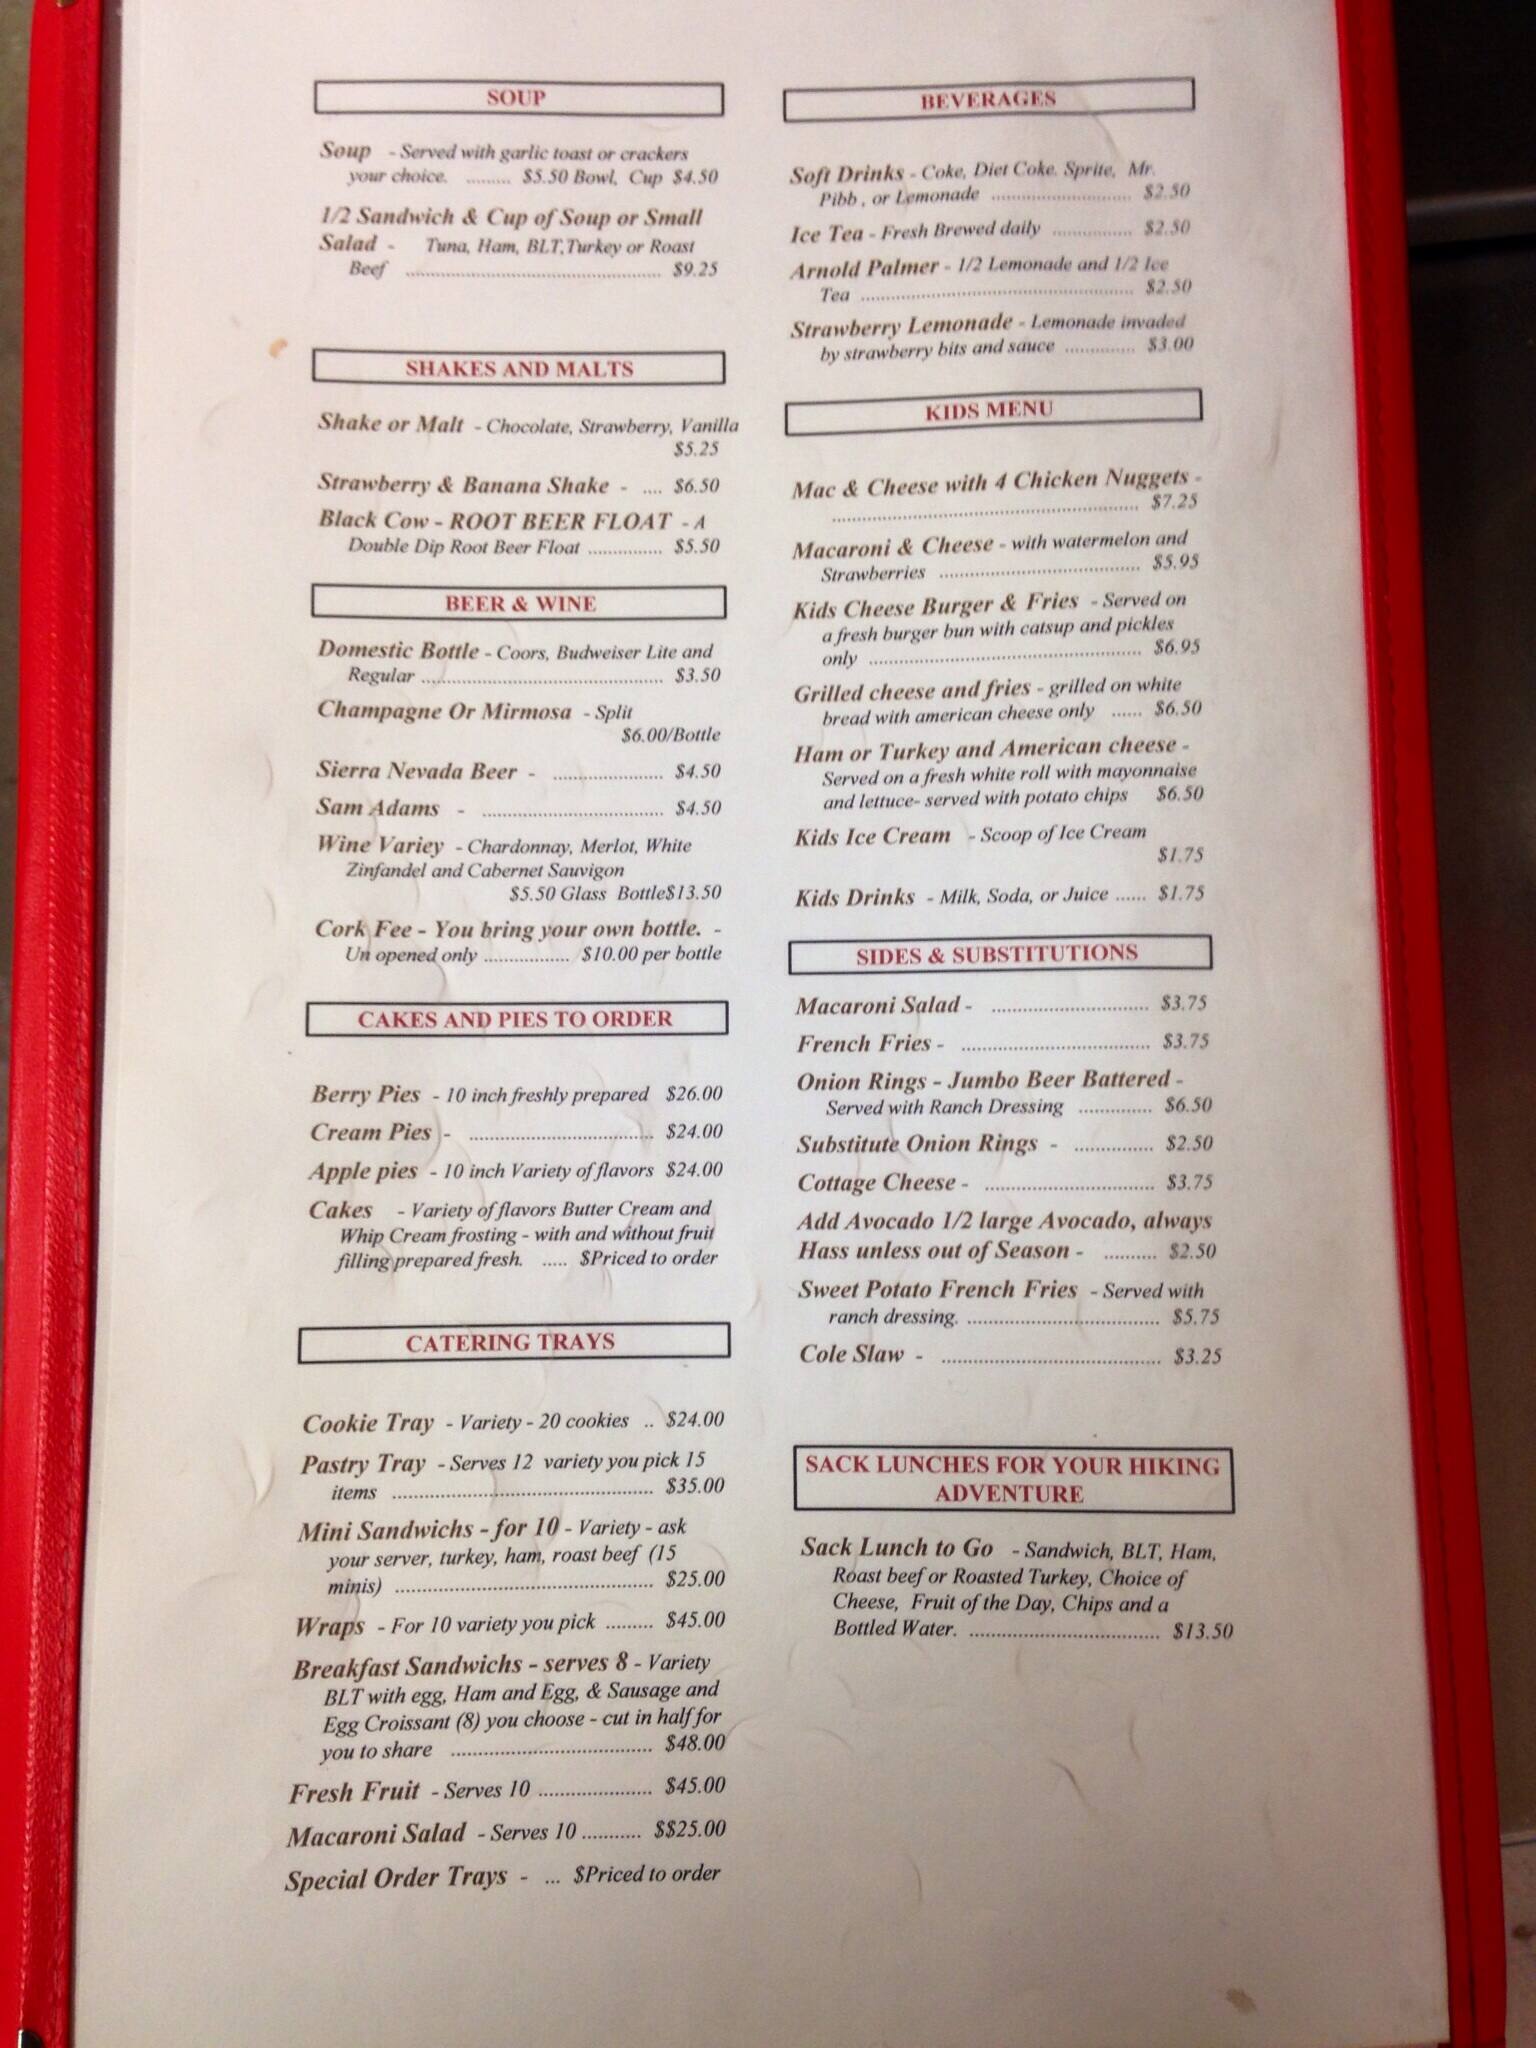 SOUP
Soup - Served with garlic toast or crackers
your choice. ......... $5.50 Bowl, Cup $4.50
1/2 Sandwich & Cup of Soup or Small
Salad - Tuna, Ham, BLT,Turkey or Roast
Beef .................................................... $9.25
SHAKES AND MALTS
Shake or Malt - Chocolate, Strawberry, Vanilla
$5.25
Strawberry & Banana Shake - .... $6.50
Black Cow - ROOT BEER FLOAT - A
Double Dip Root Beer Float ............... $5.50
BEER & WINE
Domestic Bottle - Coors, Budweiser Lite and
Regular ................................................. $3.50
Champagne Or Mirmosa - Split
$6.00/Bottle
Sierra Nevada Beer - ...................... $4.50
Sam Adams - .................................... $4.50
Wine Variey - Chardonnay, Merlot, White
Zinfandel and Cabernet Sauvigon
$5.50 Glass Bottle$13.50
Cork Fee - You bring your own bottle. -
Un opened only ................. $10.00 per bottle
CAKES AND PIES TO ORDER
Berry Pies - 10 inch freshly prepared $26.00
Cream Pies - ..................................... $24.00
Apple pies - 10 inch Variety of flavors $24.00
Cakes - Variety of flavors Butter Cream and
Whip Cream frosting - with and without fruit
filling prepared fresh. ..... $Priced to order
CATERING TRAYS
Cookie Tray - Variety - 20 cookies .. $24.00
Pastry Tray - Serves 12 variety you pick 15
items .................................................... $35.00
Mini Sandwichs - for 10 - Variety - ask
your server, turkey, ham, roast beef (15
minis) .................................................... $25.00
Wraps - For 10 variety you pick ......... $45.00
Breakfast Sandwichs - serves 8 - Variety
BLT with egg, Ham and Egg, & Sausage and
Egg Croissant (8) you choose - cut in half for
you to share ........................................ $48.00
Fresh Fruit - Serves 10 ...................... $45.00
Macaroni Salad - Serves 10 ........... $$25.00
Special Order Trays - ... $Priced to order
BEVERAGES
Soft Drinks - Coke, Diet Coke. Sprite, Mr.
Pibb , or Lemonade ............................ $2.50
Ice Tea - Fresh Brewed daily ................ $2.50
Arnold Palmer - 1/2 Lemonade and 1/2 Ice
Tea ....................................................... $2.50
Strawberry Lemonade - Lemonade invaded
by strawberry bits and sauce .............. $3.00
KIDS MENU
Mac & Cheese with 4 Chicken Nuggets -
.............................................................. $7.25
Macaroni & Cheese - with watermelon and
Strawberries ........................................ $5.95
Kids Cheese Burger & Fries - Served on
a fresh burger bun with catsup and pickles
only ....................................................... $6.95
Grilled cheese and fries - grilled on white
bread with american cheese only ...... $6.50
Ham or Turkey and American cheese -
Served on a fresh white roll with mayonnaise
and lettuce- served with potato chips $6.50
Kids Ice Cream - Scoop of Ice Cream
$1.75
Kids Drinks - Milk, Soda, or Juice ...... $1.75
SIDES & SUBSTITUTIONS
Macaroni Salad - ............................... $3.75
French Fries - ..................................... $3.75
Onion Rings - Jumbo Beer Battered -
Served with Ranch Dressing .............. $6.50
Substitute Onion Rings - ............... $2.50
Cottage Cheese - ................................. $3.75
Add Avocado 1/2 large Avocado, always
Hass unless out of Season - .......... $2.50
Sweet Potato French Fries - Served with
ranch dressing. ..................................... $5.75
Cole Slaw - .......................................... $3.25
SACK LUNCHES FOR YOUR HIKING
ADVENTURE
Sack Lunch to Go - Sandwich, BLT, Ham,
Roast beef or Roasted Turkey, Choice of
Cheese, Fruit of the Day, Chips and a
Bottled Water. ..................................... $13.50